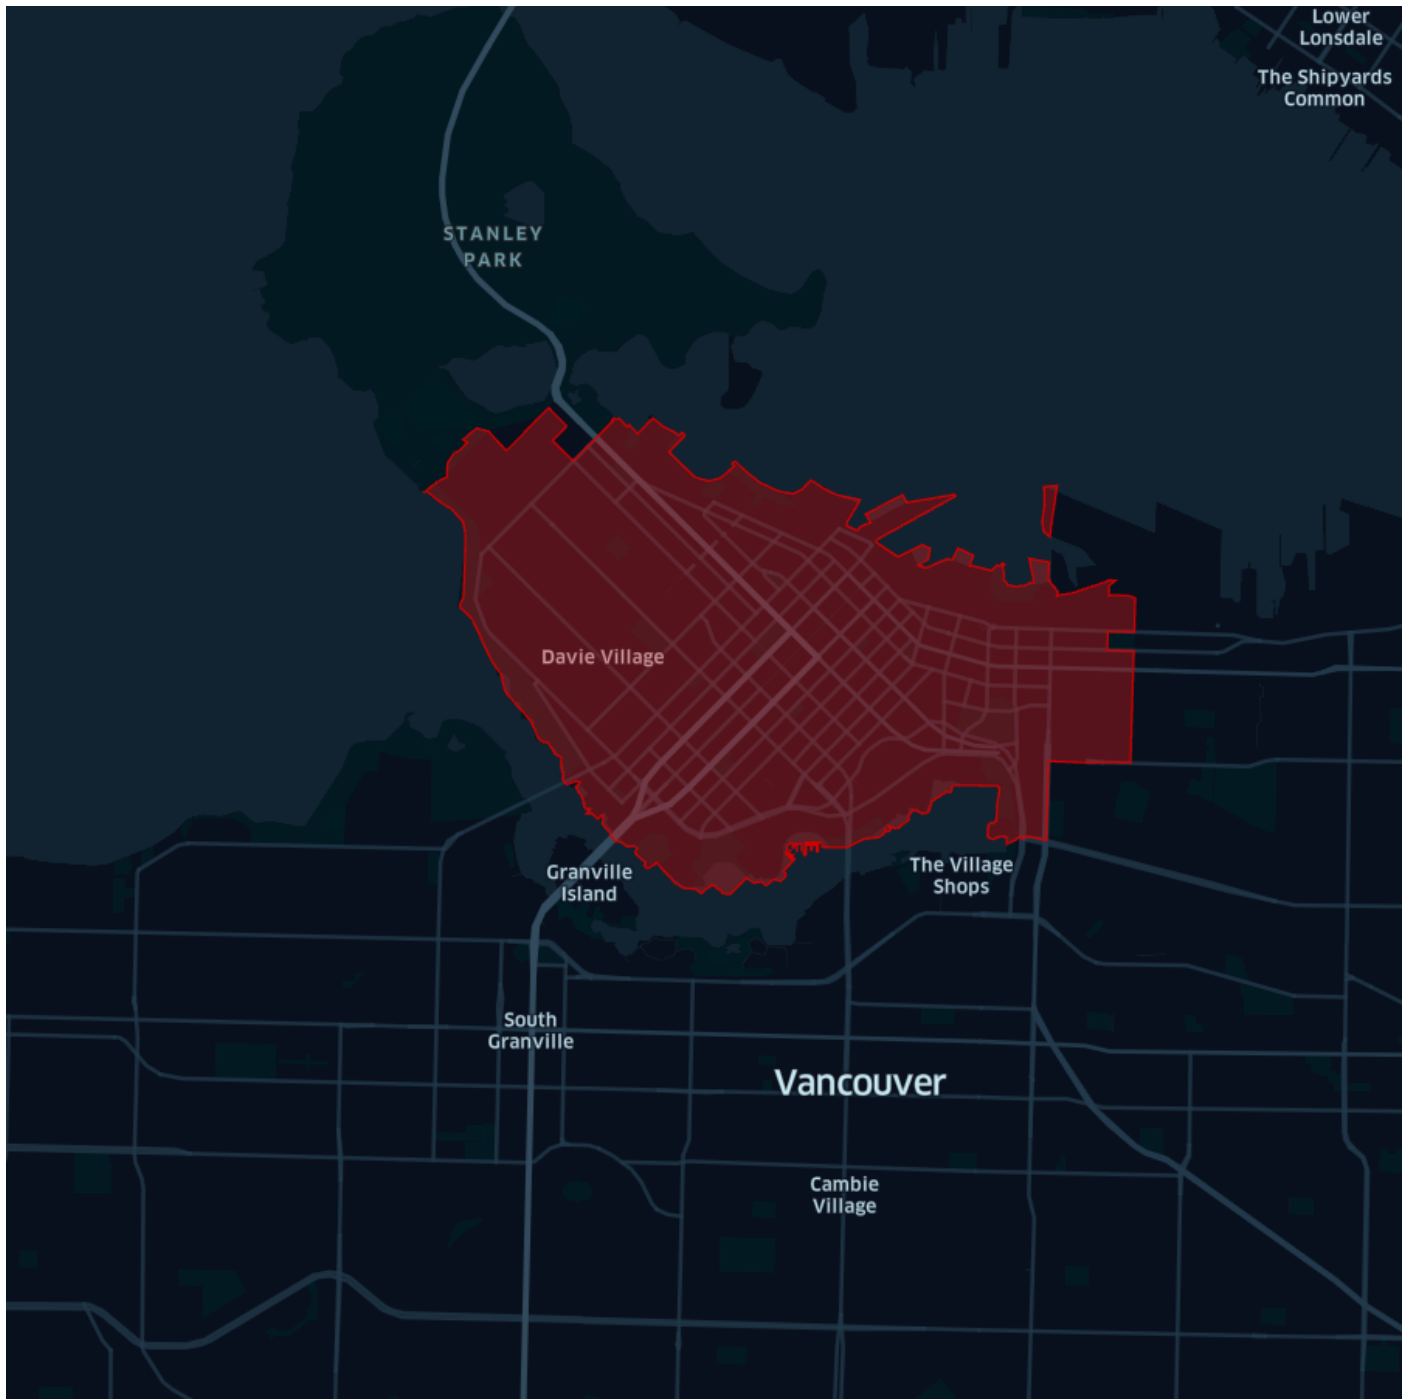 Lower
Lonsdale
The Shipyards
Common
STANLEY
PARK
Davie Village
Granville
Island
The Village
Shops
South
Granville
Vancouver
Cambie
Village